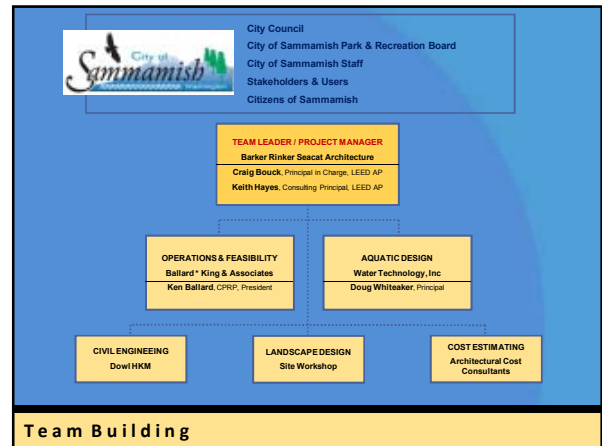 City of
Sammamish
Washington
City Council
City of Sammamish Park & Recreation Board
City of Sammamish Staff
Stakeholders & Users
Citizens of Sammamish
TEAM LEADER / PROJECT MANAGER
Barker Rinker Seacat Architecture
Craig Bouck, Principal in Charge, LEED AP
Keith Hayes, Consulting Principal, LEED AP
OPERATIONS & FEASIBILITY
Ballard * King & Associates
Ken Ballard, CPRP, President
AQUATIC DESIGN
Water Technology, Inc
Doug Whiteaker, Principal
CIVIL ENGINEEING
Dowl HKM
LANDSCAPE DESIGN
Site Workshop
COST ESTIMATING
Architectural Cost
Consultants
Team Building